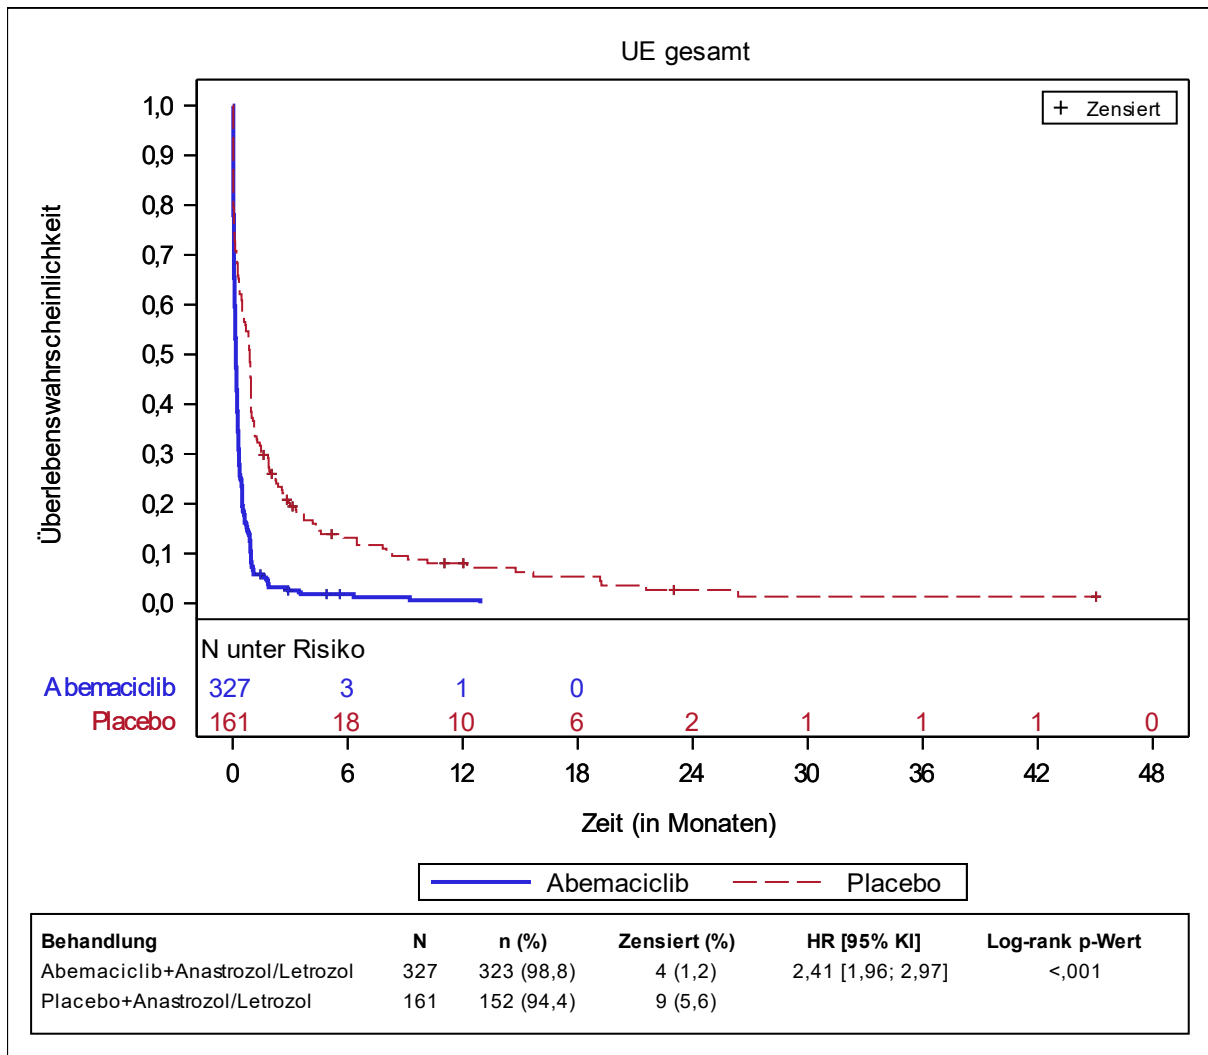 UE gesamt
+ Zensiert
Überlebenswahrscheinlichkeit
1,0
0,9
0,8
0,7
0,6
0,5
0,4
0,3
0,2
0,1
0,0
N unter Risiko
Abemaciclib 327 3 1 0
Placebo 161 18 10 6 2 1 1 1 0
0 6 12 18 24 30 36 42 48
Zeit (in Monaten)
Abemaciclib Placebo
Behandlung N n (%) Zensiert (%) HR [95% KI] Log-rank p-Wert
Abemaciclib+Anastrozol/Letrozol 327 323 (98,8) 4 (1,2) 2,41 [1,96; 2,97] <,001
Placebo+Anastrozol/Letrozol 161 152 (94,4) 9 (5,6)